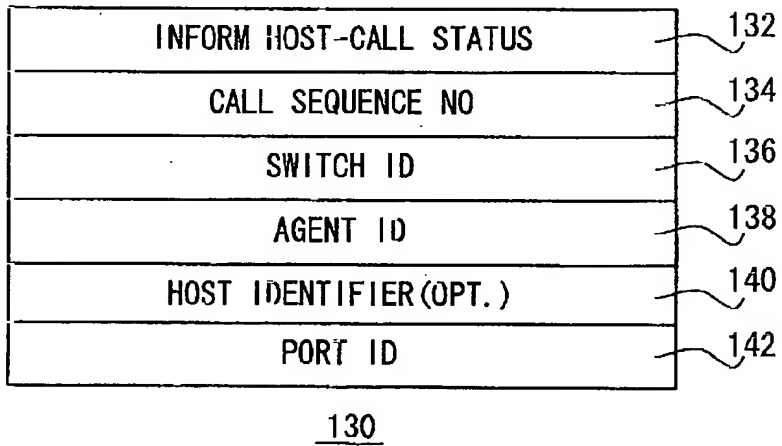 INFORM HOST-CALL STATUS 132
CALL SEQUENCE NO 134
SWITCH ID 136
AGENT ID 138
HOST IDENTIFIER(OPT.) 140
PORT ID 142
130